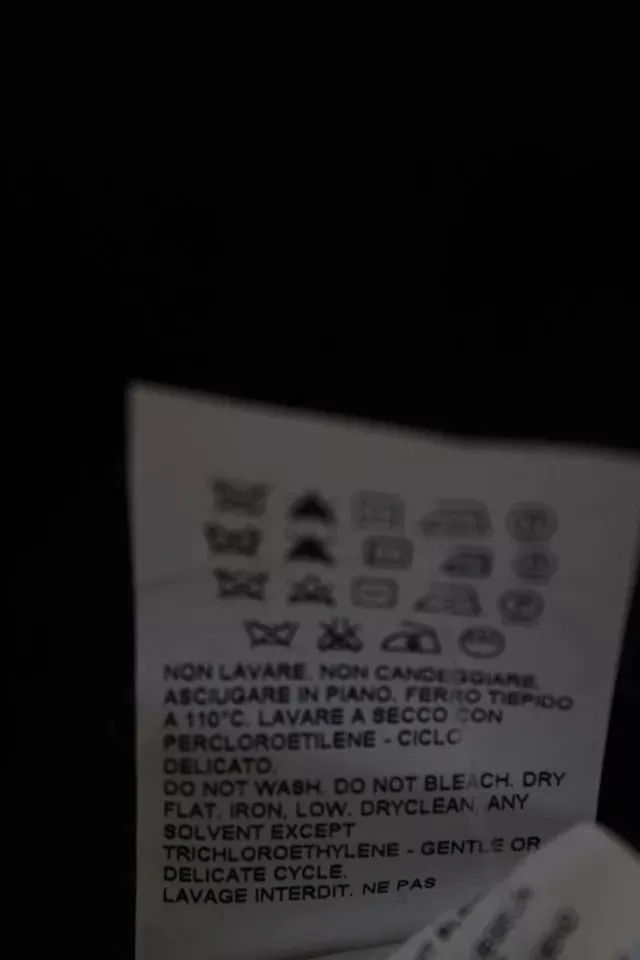 NON LAVARE. NON CANDEGGIARE.
ASCIUGARE IN PIANO. FERRO TIEPIDO
A 110°C. LAVARE A SECCO CON
PERCLOROETILENE - CICLO
DELICATO.
DO NOT WASH. DO NOT BLEACH. DRY
FLAT. IRON, LOW. DRYCLEAN, ANY
SOLVENT EXCEPT
TRICHLOROETHYLENE - GENTLE OR
DELICATE CYCLE.
LAVAGE INTERDIT. NE PAS